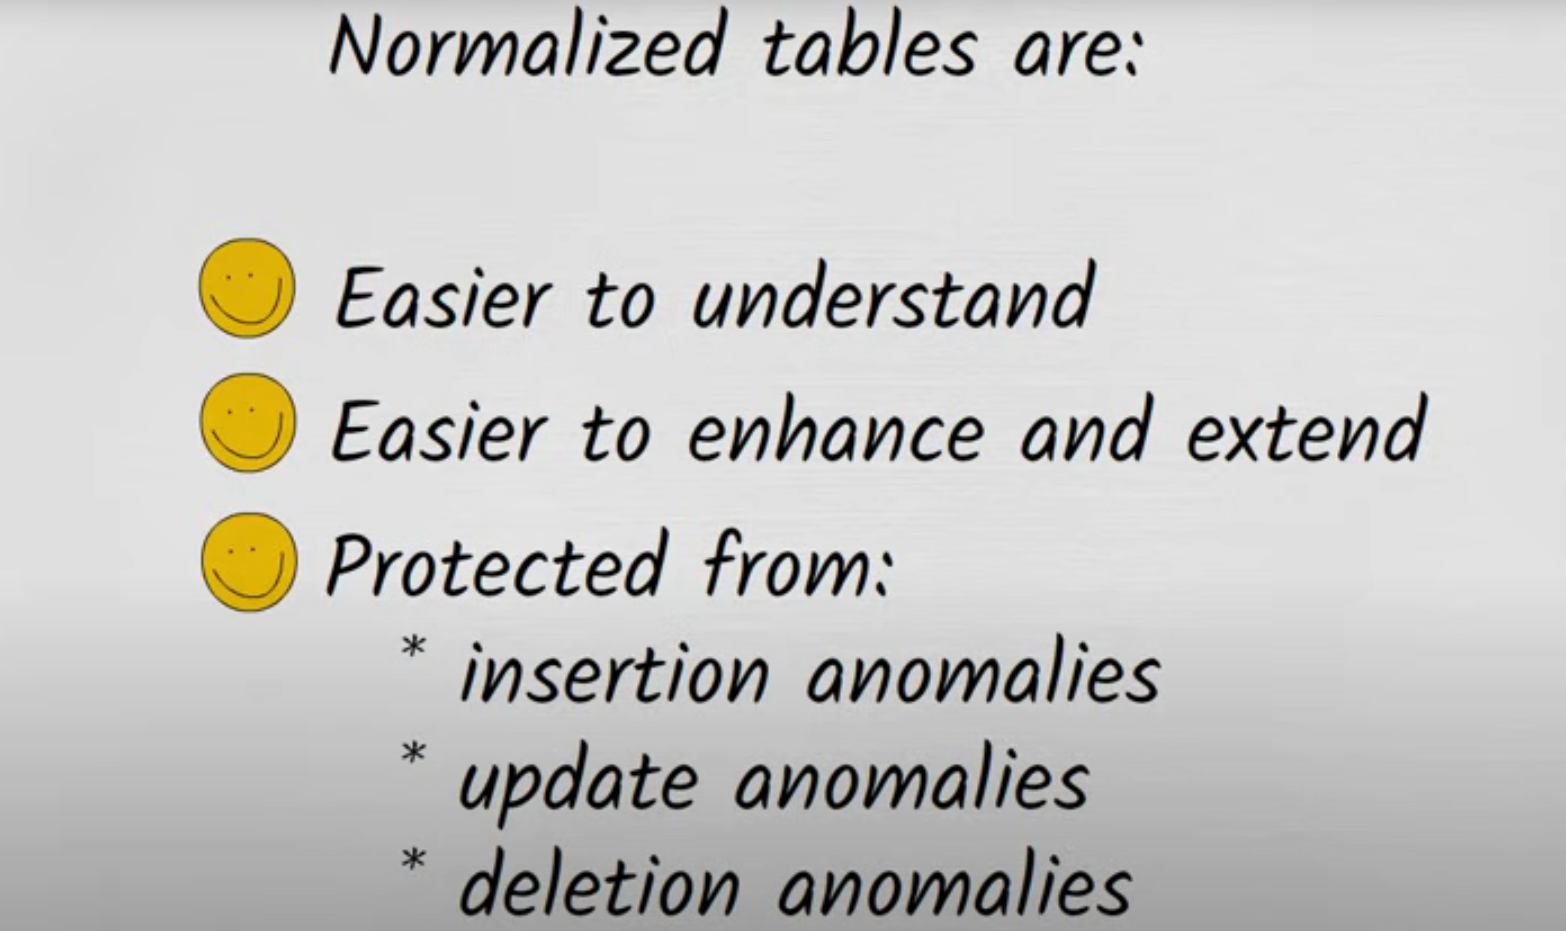 Normalized tables are:
Easier to understand
Easier to enhance and extend
Protected from:
* insertion anomalies
* update anomalies
* deletion anomalies